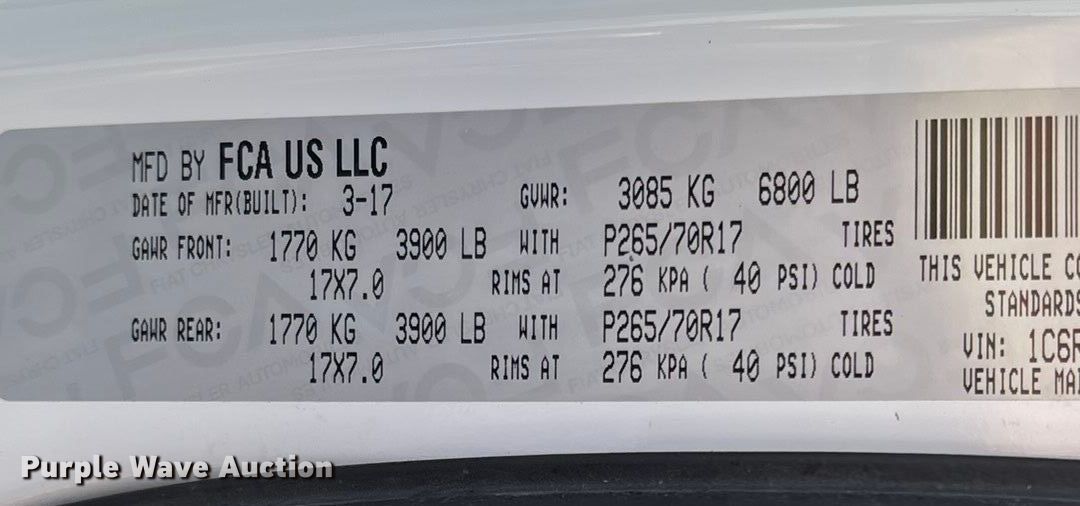 MFD BY FCA US LLC
DATE OF MFR(BUILT): 3-17 GVWR: 3085 KG 6800 LB
GAWR FRONT: 1770 KG 3900 LB WITH P265/70R17 TIRES
17X7.0 RIMS AT 276 KPA ( 40 PSI) COLD
GAWR REAR: 1770 KG 3900 LB WITH P265/70R17 TIRES
17X7.0 RIMS AT 276 KPA ( 40 PSI) COLD
THIS VEHICLE CO
STANDARDS
VIN: 1C6R
VEHICLE MA
Purple Wave Auction